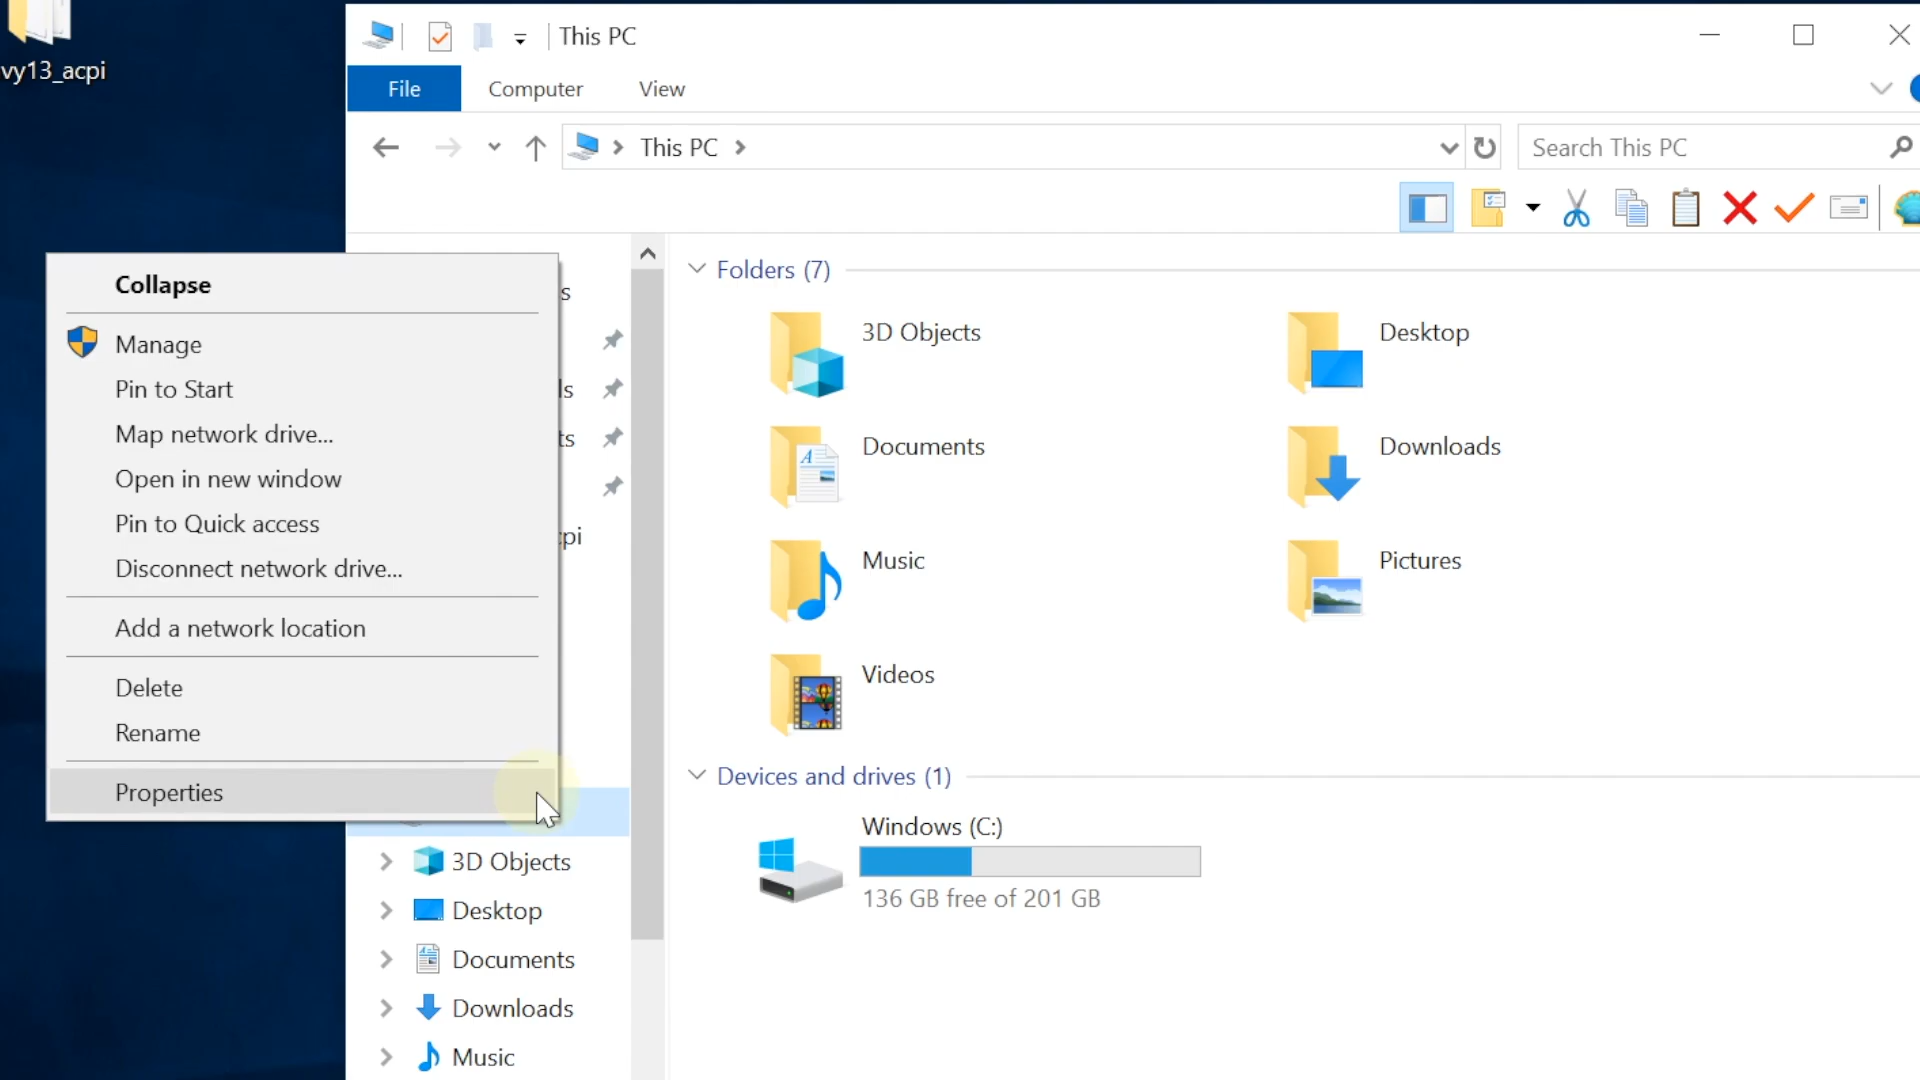 vy13_acpi
This PC
File
Computer
View
This PC
Search This PC
Collapse
Manage
Pin to Start
Map network drive...
Open in new window
Pin to Quick access
Disconnect network drive...
Add a network location
Delete
Rename
Properties
s
ls
ts
cpi
3D Objects
Desktop
Documents
Downloads
Music
Folders (7)
3D Objects
Desktop
Documents
Downloads
Music
Pictures
Videos
Devices and drives (1)
Windows (C:)
136 GB free of 201 GB